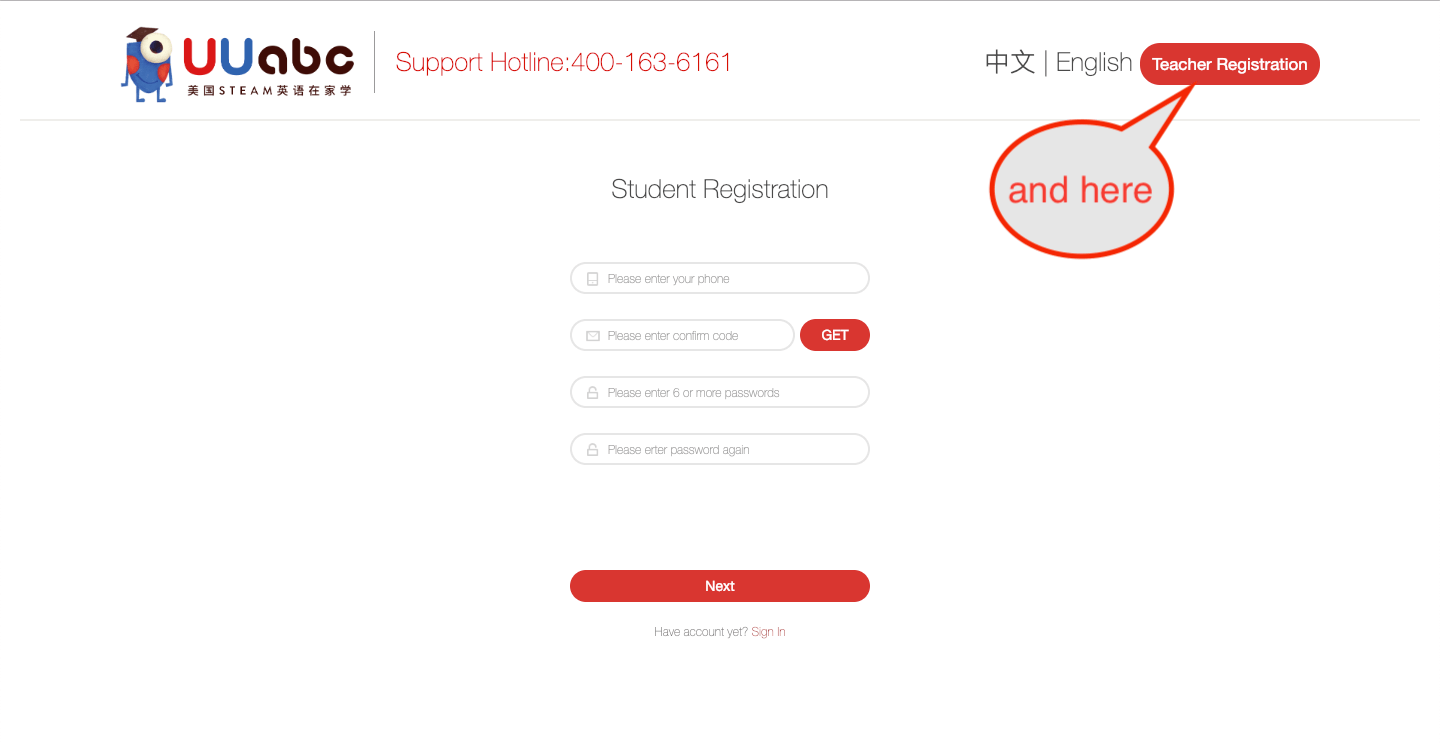 UUabc
美国STEAM英语在家学
Support Hotline:400-163-6161
中文 | English
Teacher Registration
and here
Student Registration
Please enter your phone
Please enter confirm code
GET
Please enter 6 or more passwords
Please erter password again
Next
Have account yet? Sign In